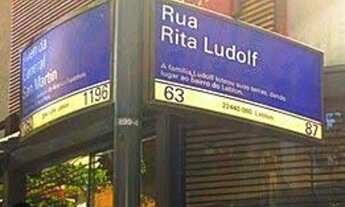 Avenida
General
San Martin
1196
Rua
Rita Ludolf
A família Ludolf loteou suas terras, dando
lugar ao bairro do Leblon.
63
22440-060 Leblon
87